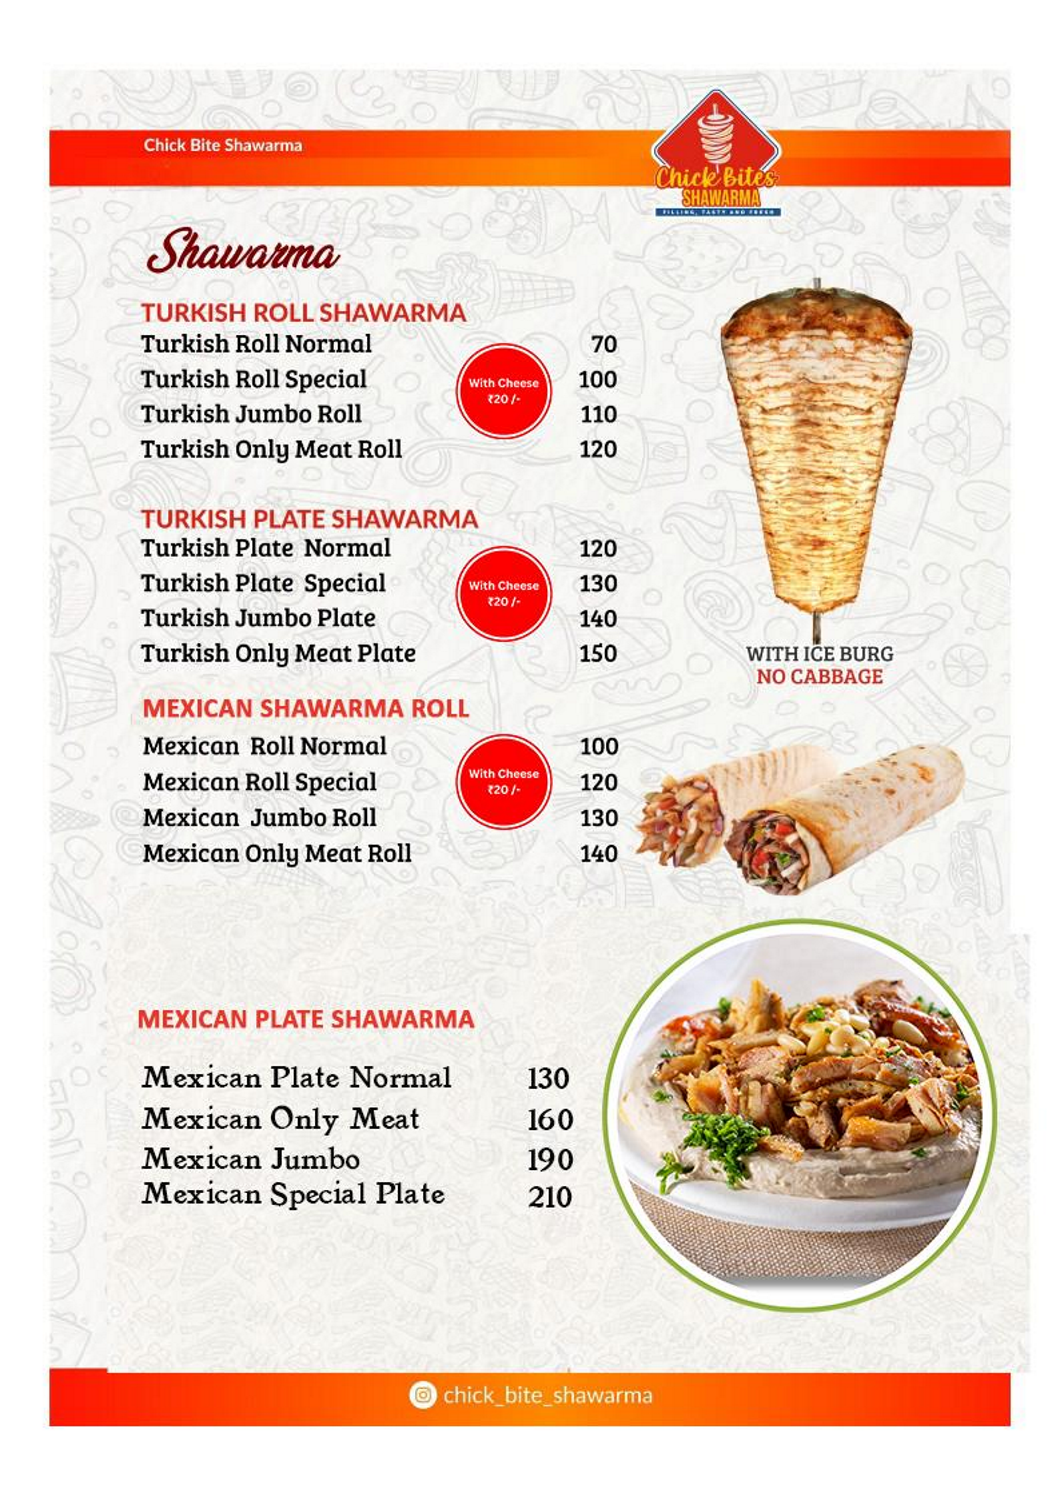 Chick Bite Shawarma
Chick Bites
SHAWARMA
FILLING, TASTY AND FRESH
Shawarma
TURKISH ROLL SHAWARMA
Turkish Roll Normal 70
Turkish Roll Special 100
Turkish Jumbo Roll 110
Turkish Only Meat Roll 120
With Cheese
₹20 /-
TURKISH PLATE SHAWARMA
Turkish Plate Normal 120
Turkish Plate Special 130
Turkish Jumbo Plate 140
Turkish Only Meat Plate 150
With Cheese
₹20 /-
WITH ICE BURG
NO CABBAGE
MEXICAN SHAWARMA ROLL
Mexican Roll Normal 100
Mexican Roll Special 120
Mexican Jumbo Roll 130
Mexican Only Meat Roll 140
With Cheese
₹20 /-
MEXICAN PLATE SHAWARMA
Mexican Plate Normal 130
Mexican Only Meat 160
Mexican Jumbo 190
Mexican Special Plate 210
chick_bite_shawarma